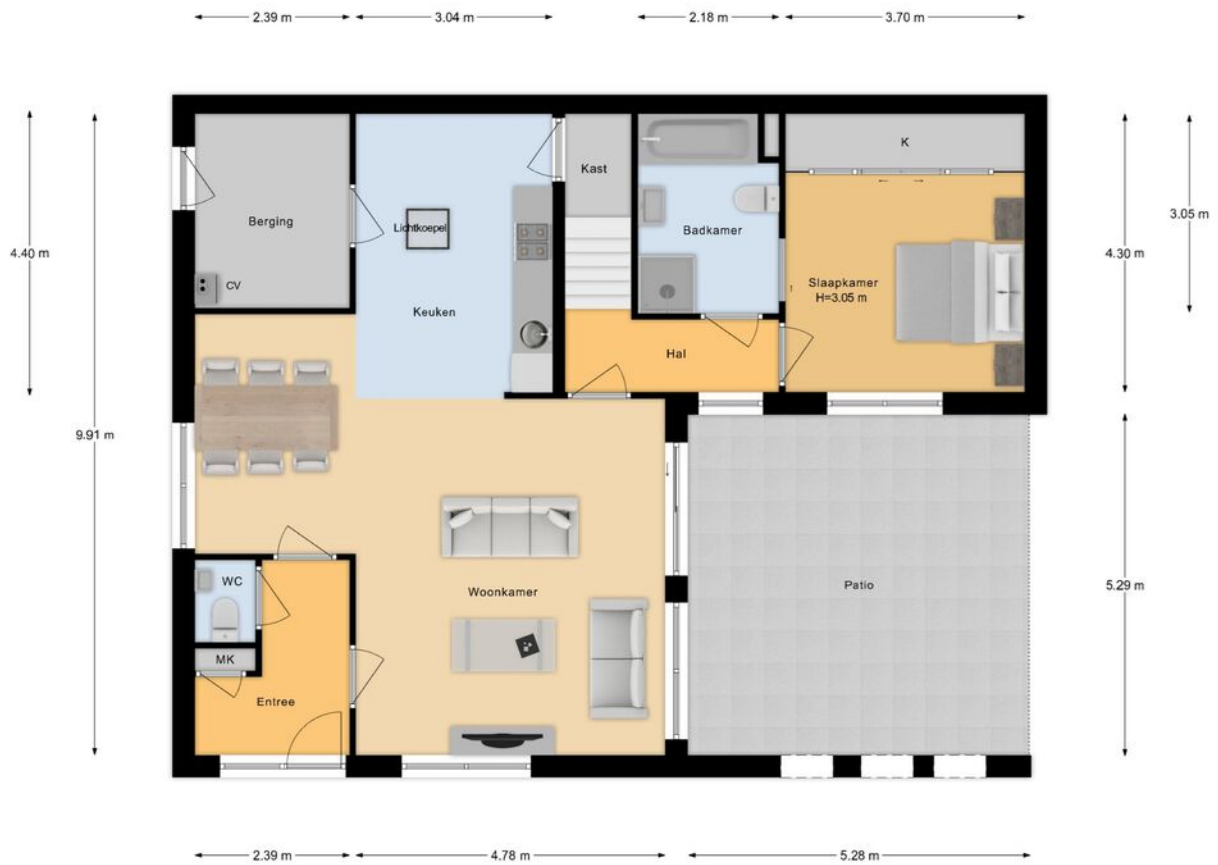 2.39 m
3.04 m
2.18 m
3.70 m
K
Kast
3.05 m
Berging
Lichtkoepel
Badkamer
4.40 m
4.30 m
CV
Slaapkamer
H=3.05 m
Keuken
Hal
9.91 m
WC
Woonkamer
Patio
5.29 m
MK
Entree
2.39 m
4.78 m
5.28 m